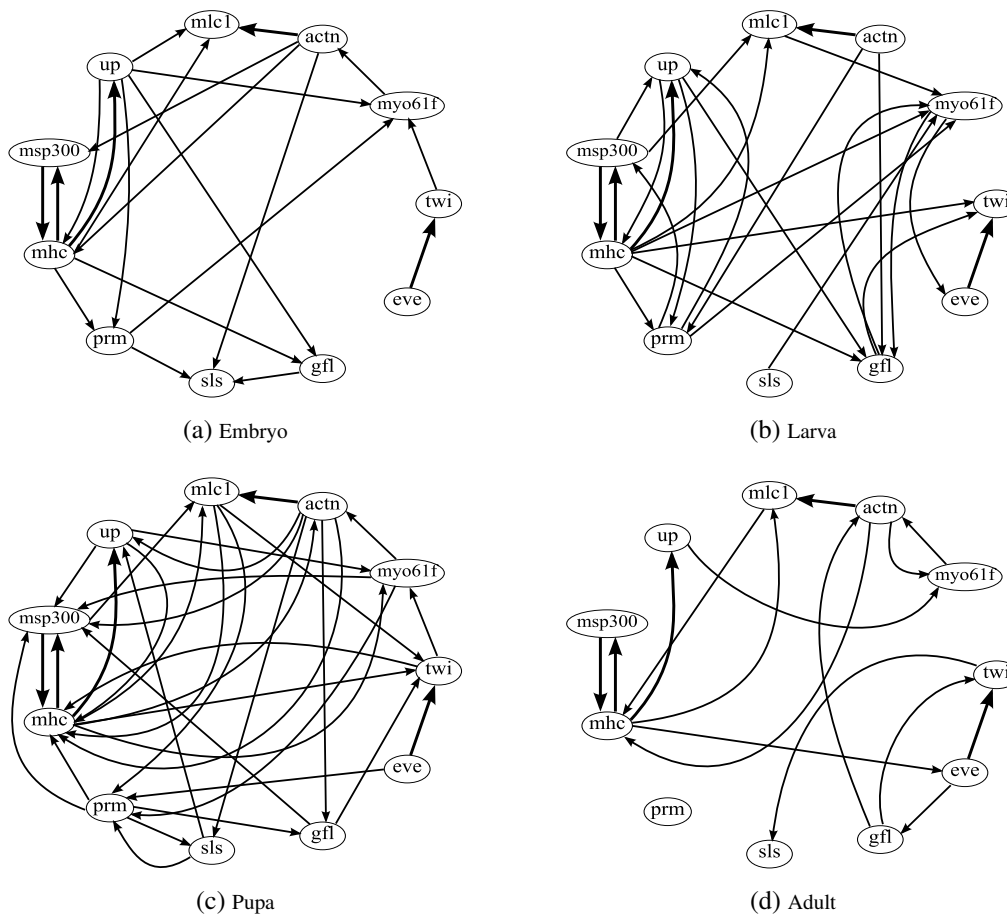 mlc1
actn
up
myo61f
msp300
twi
mhc
eve
prm
gfl
sls
(a) Embryo
mlc1
actn
up
myo61f
msp300
twi
mhc
eve
prm
gfl
sls
(b) Larva
mlc1
actn
up
myo61f
msp300
twi
mhc
eve
prm
gfl
sls
(c) Pupa
mlc1
actn
up
myo61f
msp300
twi
mhc
eve
prm
gfl
sls
(d) Adult